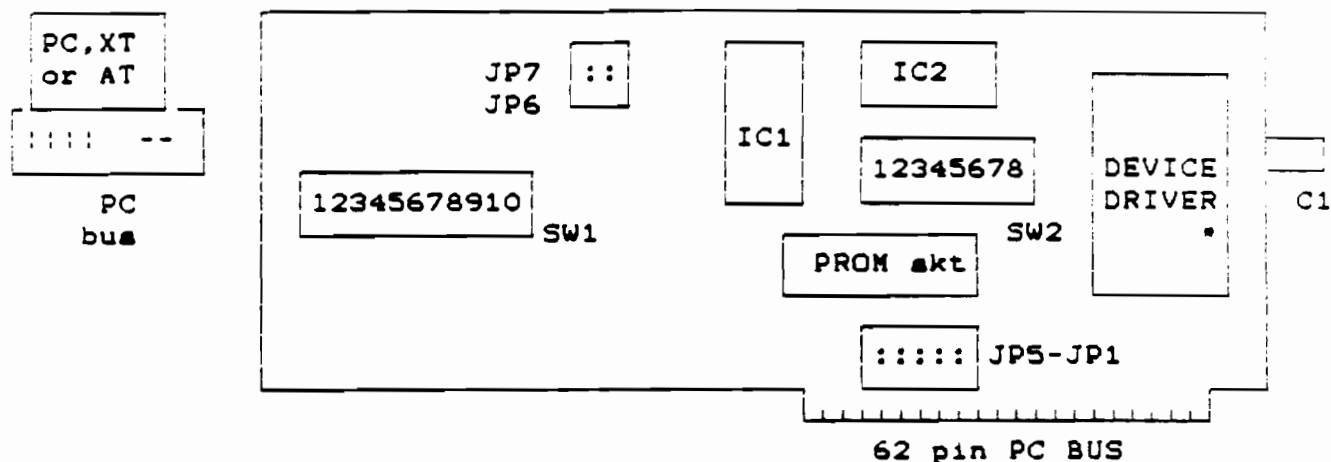 PC,XT
or AT
PC
bus
JP7
JP6
::
IC1
IC2
12345678910
SW1
12345678
SW2
DEVICE
DRIVER
*
C1
PROM skt
::::: JP5-JP1
62 pin PC BUS